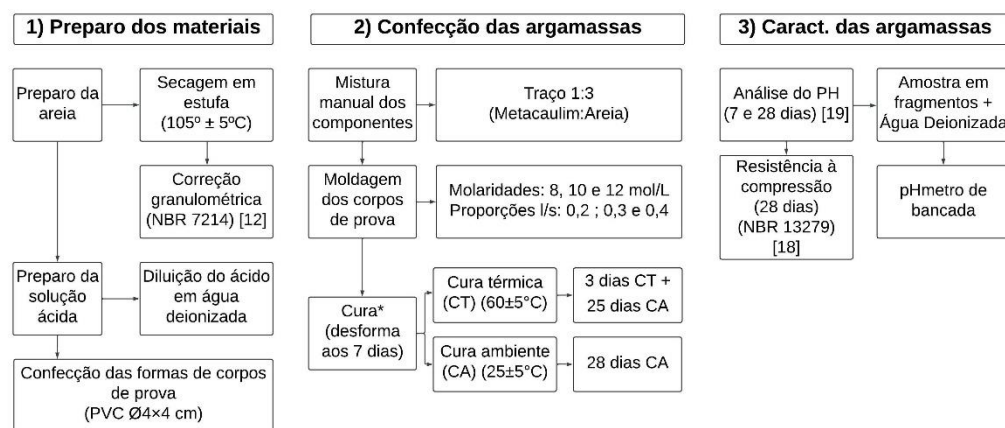 1) Preparo dos materiais
Preparo da
areia
Secagem em
estufa
(105º ± 5ºC)
Correção
granulométrica
(NBR 7214) [12]
Preparo da
solução
ácida
Diluição do ácido
em água
deionizada
Confecção das formas de corpos
de prova
(PVC Ø4×4 cm)
2) Confecção das argamassas
Mistura
manual dos
componentes
Traço 1:3
(Metacaulim:Areia)
Moldagem
dos corpos
de prova
Molaridades: 8, 10 e 12 mol/L
Proporções l/s: 0,2 ; 0,3 e 0,4
Cura*
(desforma
aos 7 dias)
Cura térmica
(CT) (60±5°C)
3 dias CT +
25 dias CA
Cura ambiente
(CA) (25±5°C)
28 dias CA
3) Caract. das argamassas
Análise do PH
(7 e 28 dias) [19]
Amostra em
fragmentos +
Água Deionizada
Resistência à
compressão
(28 dias)
(NBR 13279)
[18]
pHmetro de
bancada